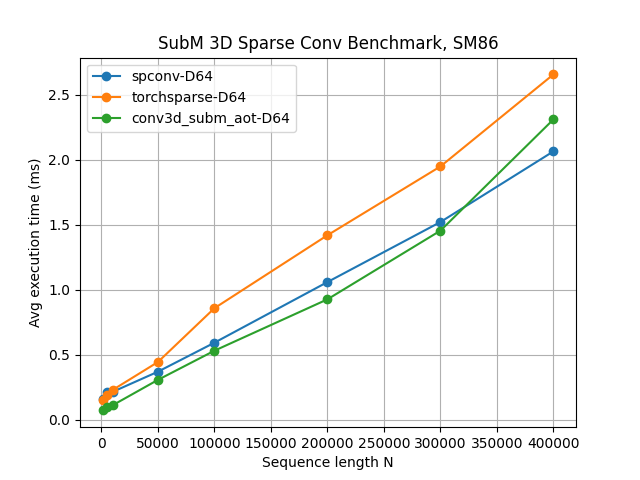 SubM 3D Sparse Conv Benchmark, SM86
spconv-D64
torchsparse-D64
conv3d_subm_aot-D64
Avg execution time (ms)
2.5
2.0
1.5
1.0
0.5
0.0
0 50000 100000 150000 200000 250000 300000 350000 400000
Sequence length N